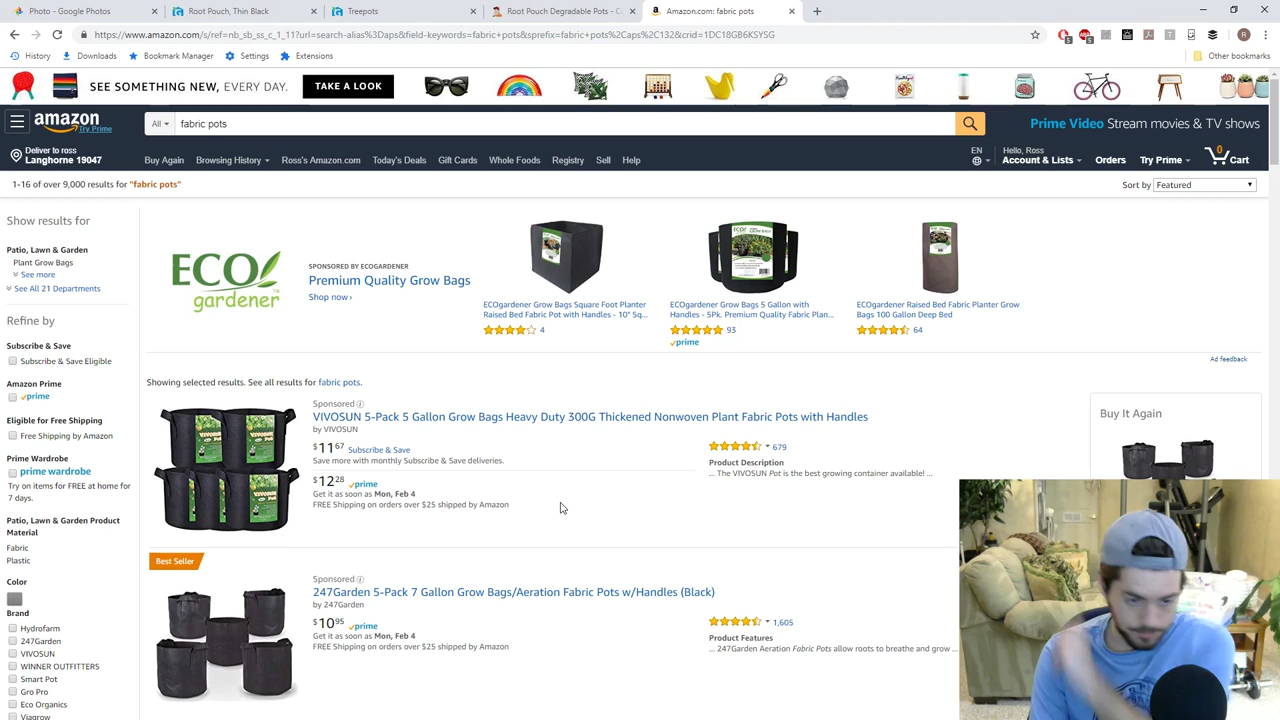 Photo - Google Photos
Root Pouch, Thin Black
Treepots
Root Pouch Degradable Pots - C
Amazon.com: fabric pots
https://www.amazon.com/s/ref=nb_sb_ss_c_1_11?url=search-alias%3Daps&field-keywords=fabric+pots&sprefix=fabric+pots%2Caps%2C132&crid=1DC18GB6KSYSG
History
Downloads
Bookmark Manager
Settings
Extensions
Other bookmarks
SEE SOMETHING NEW, EVERY DAY.
TAKE A LOOK
amazon
Try Prime
All
fabric pots
Prime Video Stream movies & TV shows
Deliver to ross
Langhorne 19047
Buy Again
Browsing History
Ross's Amazon.com
Today's Deals
Gift Cards
Whole Foods
Registry
Sell
Help
EN
Hello, Ross
Account & Lists
Orders
Try Prime
0
Cart
1-16 of over 9,000 results for "fabric pots"
Sort by
Featured
Show results for
Patio, Lawn & Garden
Plant Grow Bags
See more
See All 21 Departments
Refine by
Subscribe & Save
Subscribe & Save Eligible
Amazon Prime
prime
Eligible for Free Shipping
Free Shipping by Amazon
Prime Wardrobe
prime wardrobe
Try on items for FREE at home for
7 days.
Patio, Lawn & Garden Product
Material
Fabric
Plastic
Color
Brand
Hydrofarm
247Garden
VIVOSUN
WINNER OUTFITTERS
Smart Pot
Gro Pro
Eco Organics
Viagrow
ECO
gardener
SPONSORED BY ECOGARDENER
Premium Quality Grow Bags
Shop now ›
ECOgardener Grow Bags Square Foot Planter
Raised Bed Fabric Pot with Handles - 10" Sq...
4
ECOgardener Grow Bags 5 Gallon with
Handles - 5Pk. Premium Quality Fabric Plan...
93
prime
ECOgardener Raised Bed Fabric Planter Grow
Bags 100 Gallon Deep Bed
64
Ad feedback
Showing selected results. See all results for fabric pots.
Sponsored
VIVOSUN 5-Pack 5 Gallon Grow Bags Heavy Duty 300G Thickened Nonwoven Plant Fabric Pots with Handles
by VIVOSUN
$11 67 Subscribe & Save
Save more with monthly Subscribe & Save deliveries.
$12 28 prime
Get it as soon as Mon, Feb 4
FREE Shipping on orders over $25 shipped by Amazon
679
Product Description
... The VIVOSUN Pot is the best growing container available! ...
Buy It Again
Best Seller
Sponsored
247Garden 5-Pack 7 Gallon Grow Bags/Aeration Fabric Pots w/Handles (Black)
by 247Garden
$10 95 prime
Get it as soon as Mon, Feb 4
FREE Shipping on orders over $25 shipped by Amazon
1,605
Product Features
... 247Garden Aeration Fabric Pots allow roots to breathe and grow ...